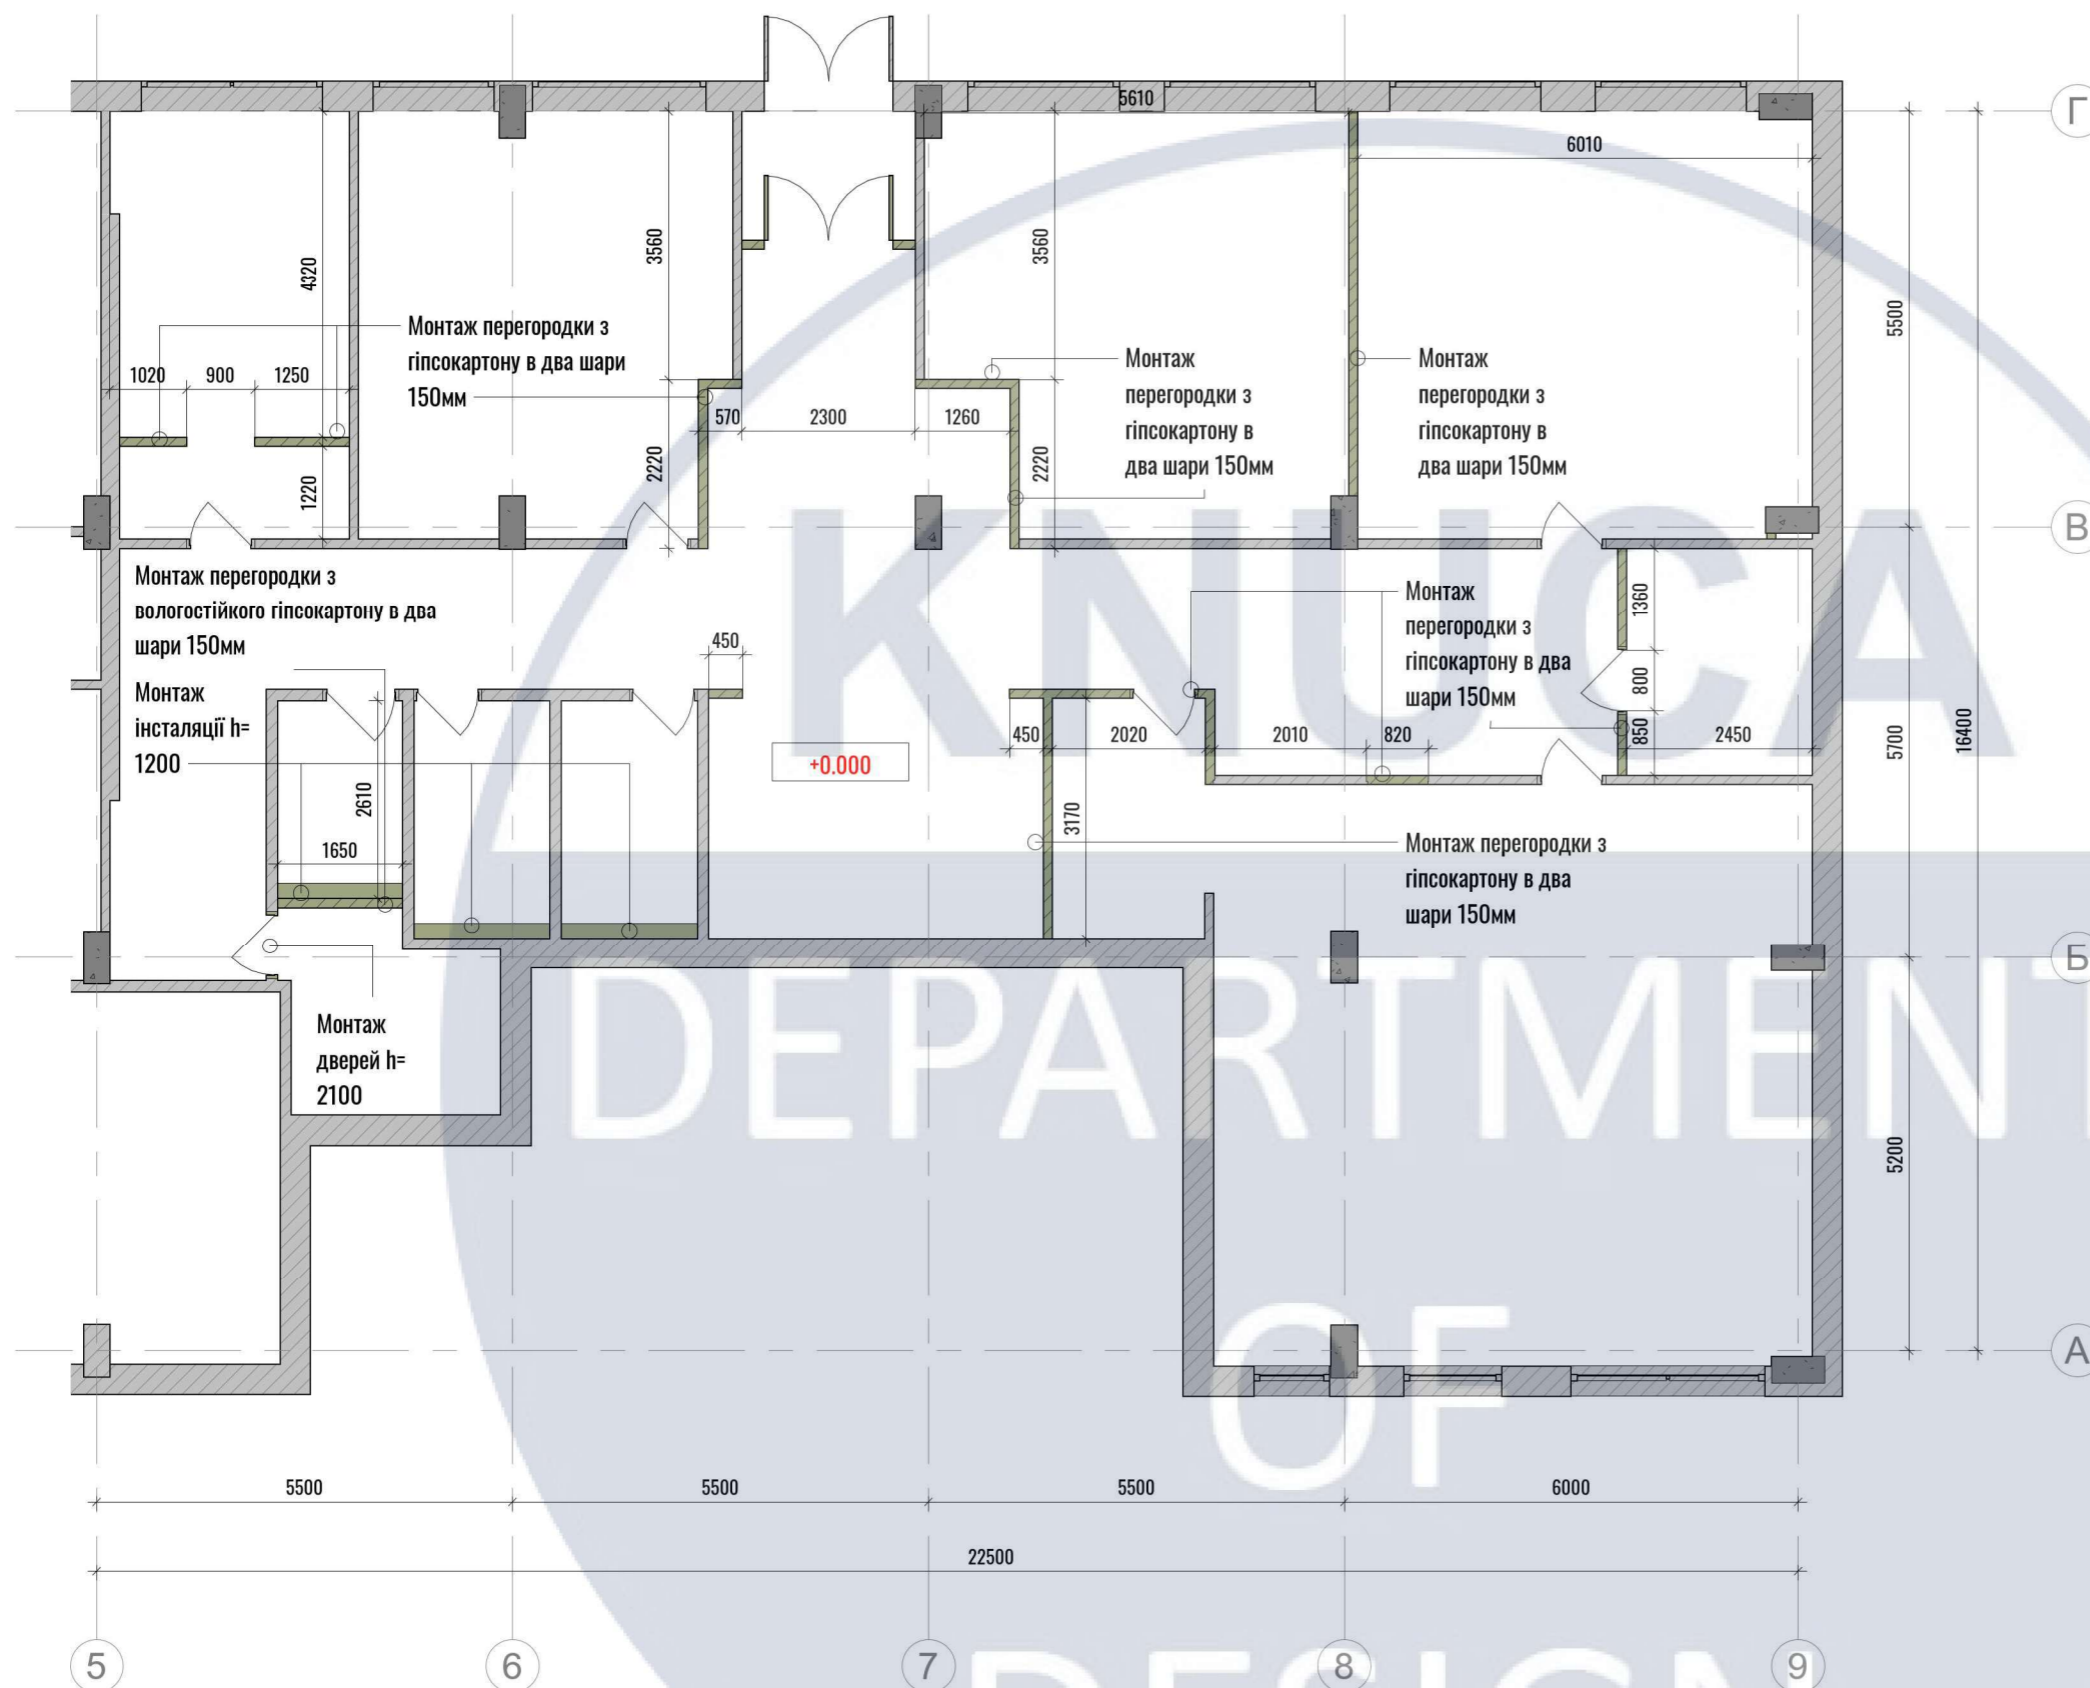 5610
6010
Г
4320
3560
3560
5500
Монтаж перегородки з
гіпсокартону в два шари
150мм
1020
900
1250
Монтаж
перегородки з
гіпсокартону в
два шари 150мм
Монтаж
перегородки з
гіпсокартону в
два шари 150мм
570
2300
1260
1220
2220
2220
KNUCA
В
Монтаж перегородки з
вологостійкого гіпсокартону в два
шари 150мм
Монтаж
перегородки з
гіпсокартону в два
шари 150мм
1360
800
850
450
Монтаж
інсталяції h=
1200
450
2020
2010
820
2450
5700
16400
+0.000
2610
1650
3170
Монтаж перегородки з
гіпсокартону в два
шари 150мм
Б
DEPARTMENT
Монтаж
дверей h=
2100
5200
А
OF
5500
5500
5500
6000
22500
DESIGN
5
6
7
8
9